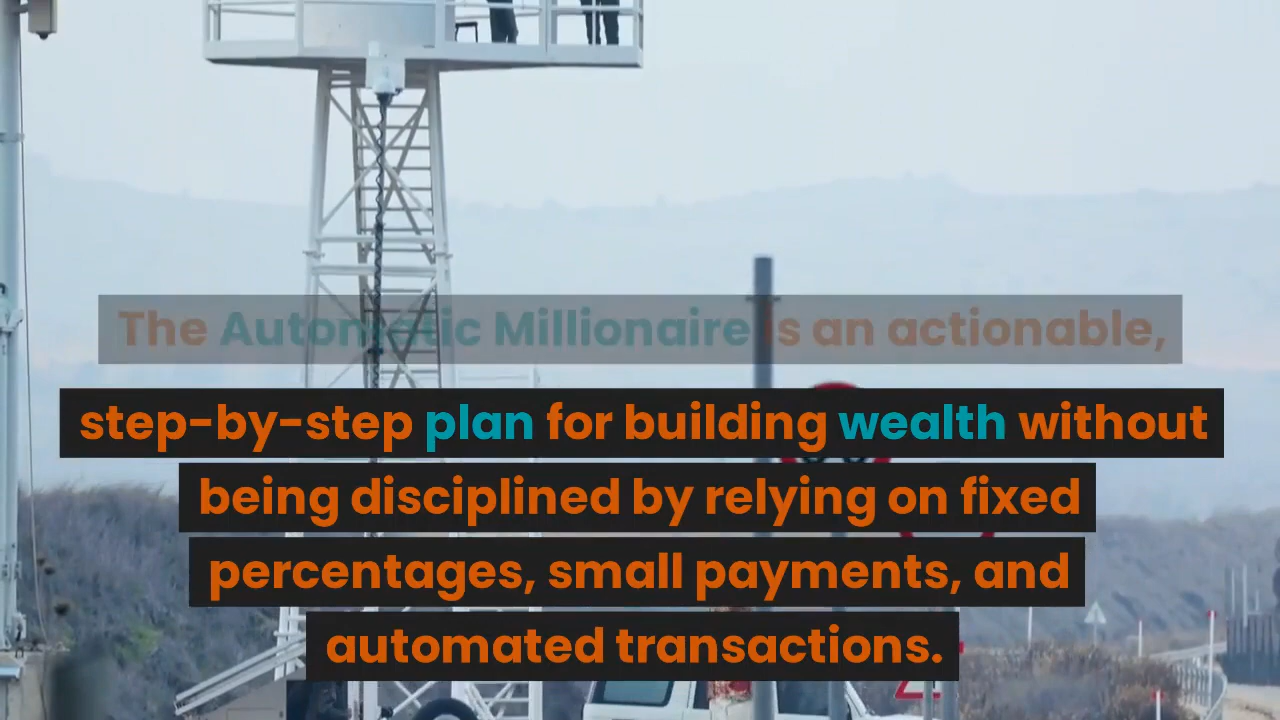 The Automatic Millionaire is an actionable,
step-by-step plan for building wealth without
being disciplined by relying on fixed
percentages, small payments, and
automated transactions.